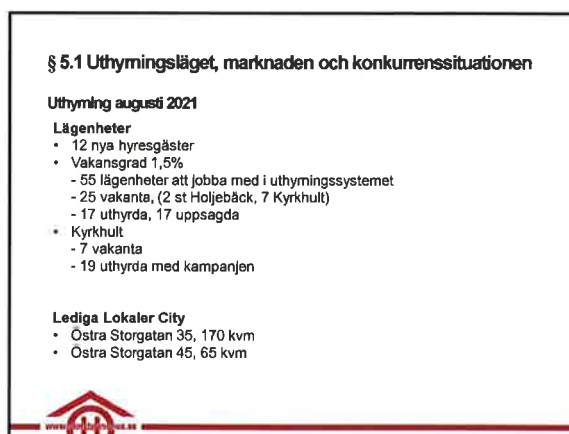 § 5.1 Uthyrningsläget, marknaden och konkurrenssituationen
Uthyrning augusti 2021
Lägenheter
• 12 nya hyresgäster
• Vakansgrad 1,5%
- 55 lägenheter att jobba med i uthyrningssystemet
- 25 vakanta, (2 st Holjebäck, 7 Kyrkhult)
- 17 uthyrda, 17 uppsagda
• Kyrkhult
- 7 vakanta
- 19 uthyrda med kampanjen
Lediga Lokaler City
• Östra Storgatan 35, 170 kvm
• Östra Storgatan 45, 65 kvm